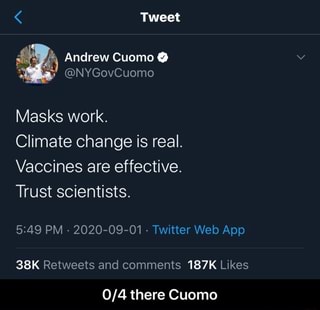 Tweet
Andrew Cuomo
@NYGovCuomo
Masks work.
Climate change is real.
Vaccines are effective.
Trust scientists.
5:49 PM · 2020-09-01 · Twitter Web App
38K Retweets and comments 187K Likes
0/4 there Cuomo